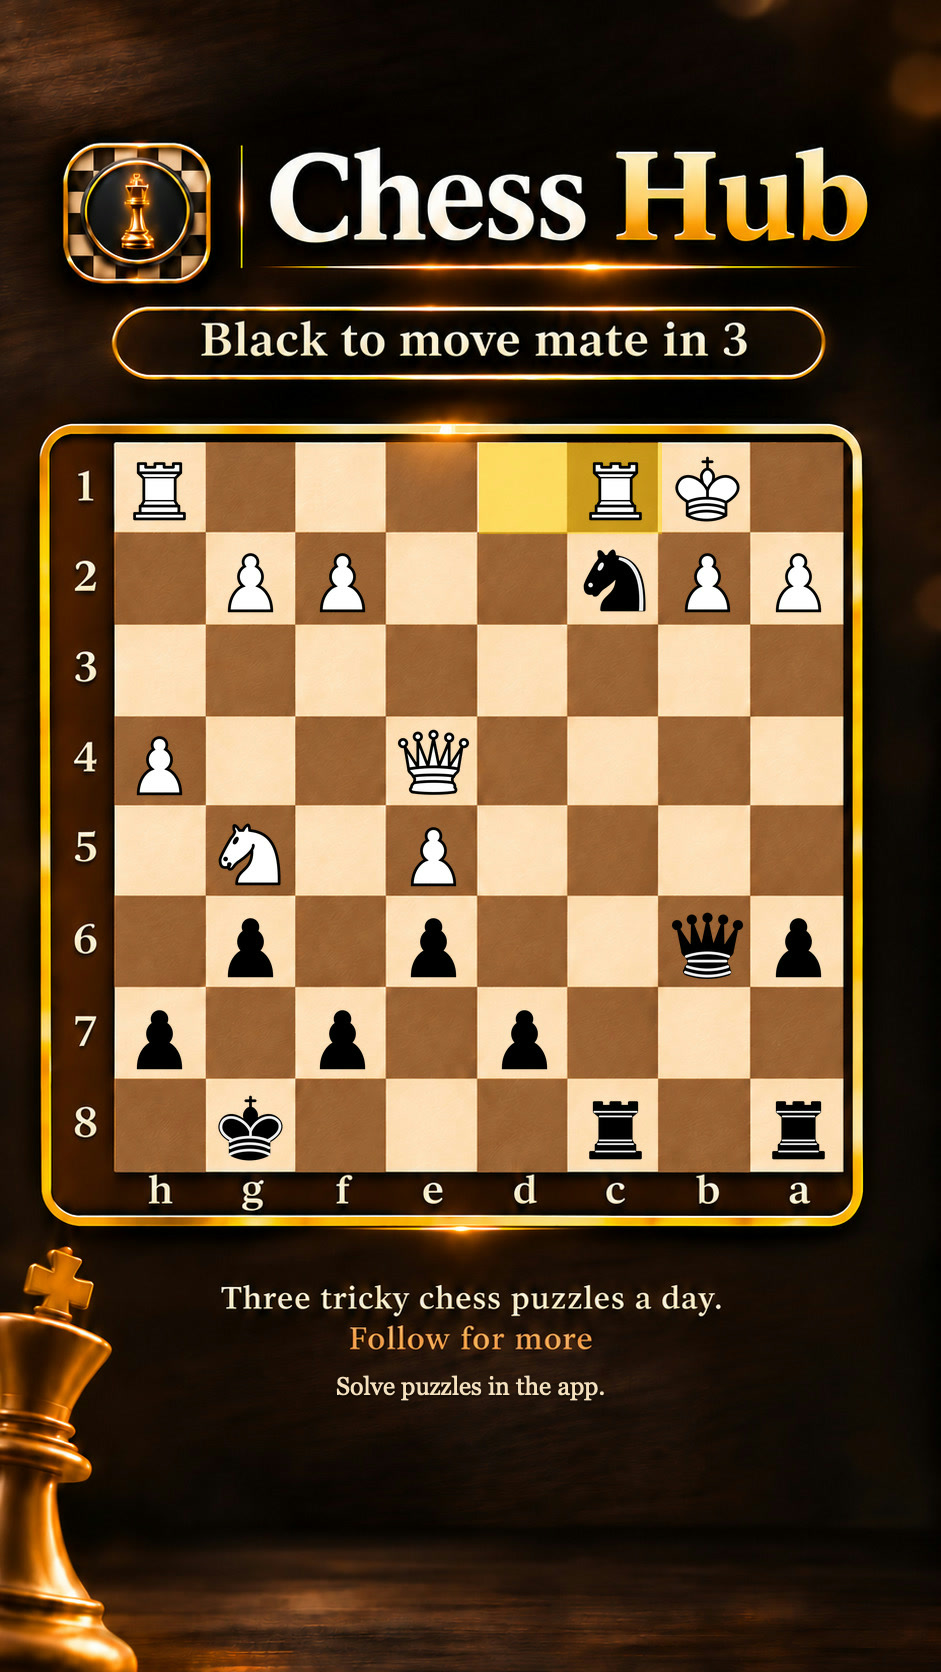 Chess Hub
Black to move mate in 3
1
2
3
4
5
6
7
8
h g f e d c b a
Three tricky chess puzzles a day.
Follow for more
Solve puzzles in the app.